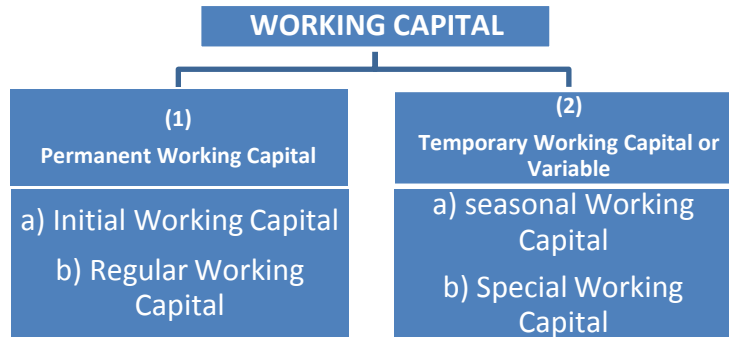 WORKING CAPITAL
(1)
Permanent Working Capital
a) Initial Working Capital
b) Regular Working
Capital
(2)
Temporary Working Capital or
Variable
a) seasonal Working
Capital
b) Special Working
Capital